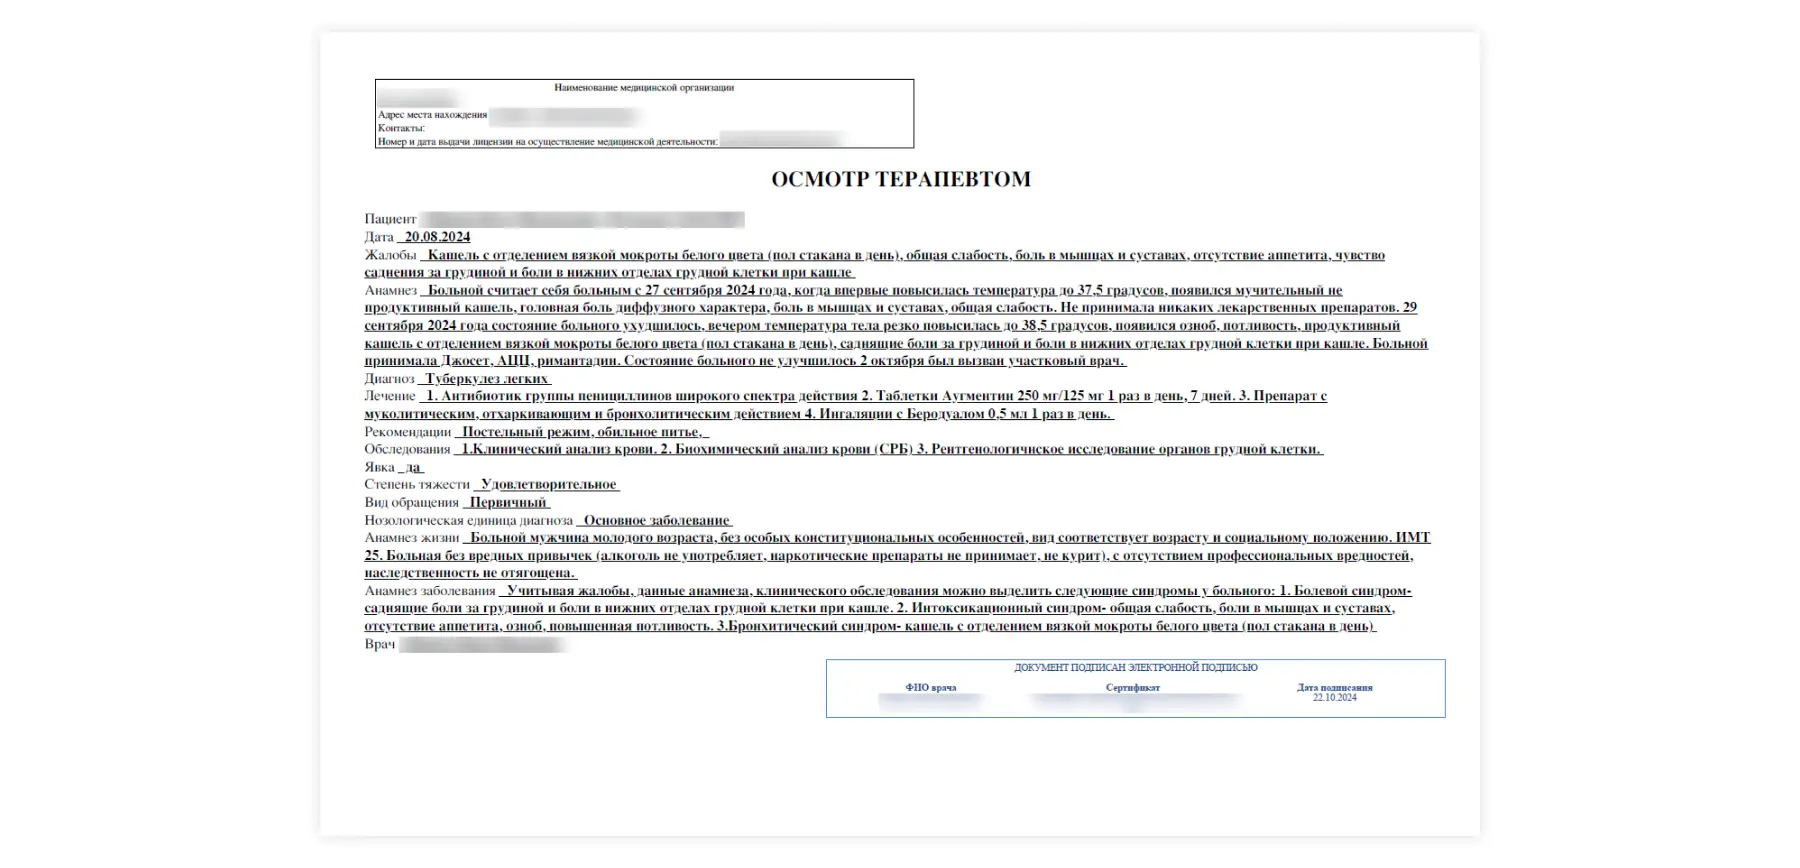 Наименование медицинской организации
Адрес места нахождения
Контакты:
Номер и дата выдачи лицензии на осуществление медицинской деятельности:
ОСМОТР ТЕРАПЕВТОМ
Пациент
Дата 20.08.2024
Жалобы Кашель с отделением вязкой мокроты белого цвета (пол стакана в день), общая слабость, боль в мышцах и суставах, отсутствие аппетита, чувство
саднения за грудиной и боли в нижних отделах грудной клетки при кашле
Анамнез Больной считает себя больным с 27 сентября 2024 года, когда впервые повысилась температура до 37,5 градусов, появился мучительный не
продуктивный кашель, головная боль диффузного характера, боль в мышцах и суставах, общая слабость. Не принимала никаких лекарственных препаратов. 29
сентября 2024 года состояние больного ухудшилось, вечером температура тела резко повысилась до 38,5 градусов, появился озноб, потливость, продуктивный
кашель с отделением вязкой мокроты белого цвета (пол стакана в день), саднящие боли за грудиной и боли в нижних отделах грудной клетки при кашле. Больной
принимала Джосет, АЦЦ, римантадин. Состояние больного не улучшилось 2 октября был вызван участковый врач.
Диагноз Туберкулез легких
Лечение 1. Антибиотик группы пенициллинов широкого спектра действия 2. Таблетки Аугментин 250 мг/125 мг 1 раз в день, 7 дней. 3. Препарат с
муколитическим, отхаркивающим и бронхолитическим действием 4. Ингаляции с Беродуалом 0,5 мл 1 раз в день.
Рекомендации Постельный режим, обильное питье,
Обследования 1.Клинический анализ крови. 2. Биохимический анализ крови (СРБ) 3. Рентгенологичнское исследование органов грудной клетки.
Явка да
Степень тяжести Удовлетворительное
Вид обращения Первичный
Нозологическая единица диагноза Основное заболевание
Анамнез жизни Больной мужчина молодого возраста, без особых конституциональных особенностей, вид соответствует возрасту и социальному положению. ИМТ
25. Больная без вредных привычек (алкоголь не употребляет, наркотические препараты не принимает, не курит), с отсутствием профессиональных вредностей,
наследственность не отягощена.
Анамнез заболевания Учитывая жалобы, данные анамнеза, клинического обследования можно выделить следующие синдромы у больного: 1. Болевой синдром-
саднящие боли за грудиной и боли в нижних отделах грудной клетки при кашле. 2. Интоксикационный синдром- общая слабость, боли в мышцах и суставах,
отсутствие аппетита, озноб, повышенная потливость. 3.Бронхитический синдром- кашель с отделением вязкой мокроты белого цвета (пол стакана в день)
Врач
ДОКУМЕНТ ПОДПИСАН ЭЛЕКТРОННОЙ ПОДПИСЬЮ
ФИО врача Сертификат Дата подписания
22.10.2024